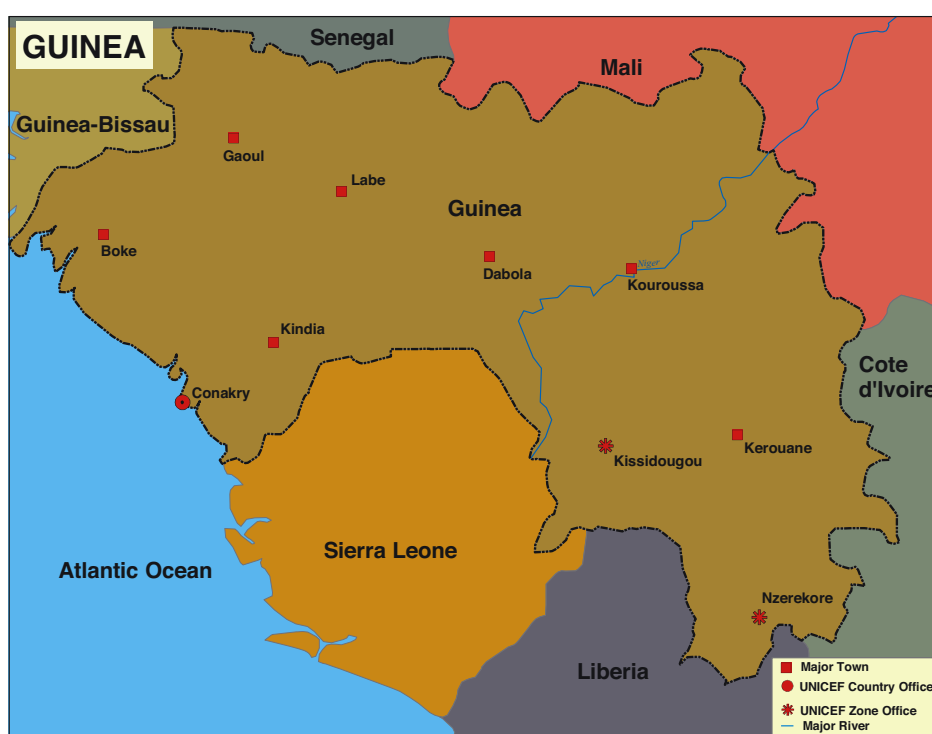 GUINEA
Senegal
Mali
Guinea-Bissau
Gaoul
Labe
Guinea
Boke
Dabola
Niger
Kouroussa
Kindia
Cote
d'Ivoire
Conakry
Kissidougou
Kerouane
Sierra Leone
Atlantic Ocean
Nzerekore
Liberia
Major Town
UNICEF Country Office
UNICEF Zone Office
Major River